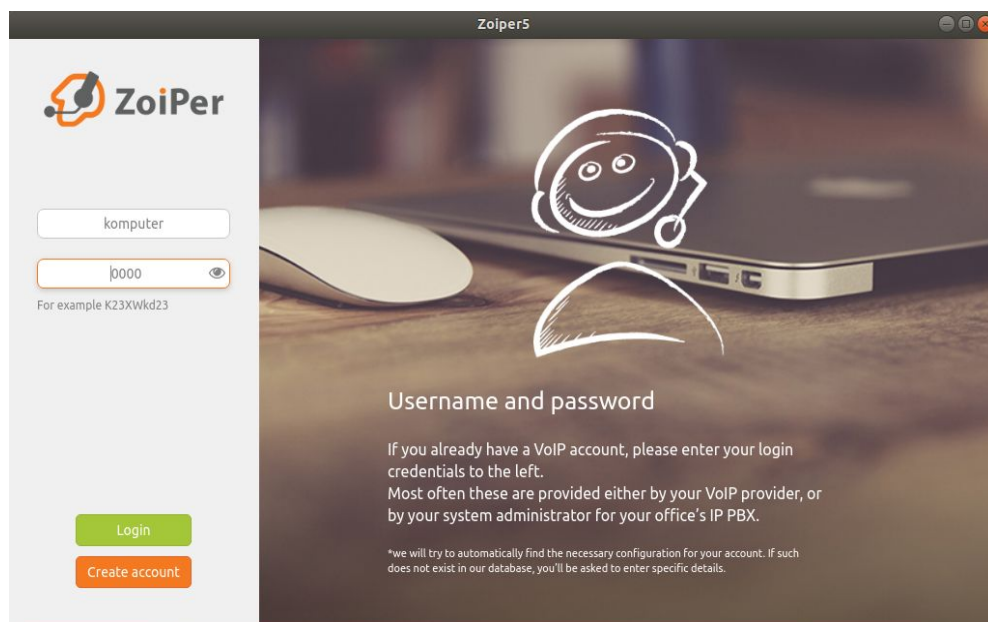 Zoiper5
ZoiPer
komputer
0000
For example K23XWkd23
Login
Create account
Username and password
If you already have a VoIP account, please enter your login
credentials to the left.
Most often these are provided either by your VoIP provider, or
by your system administrator for your office's IP PBX.
*we will try to automatically find the necessary configuration for your account. If such
does not exist in our database, you'll be asked to enter specific details.